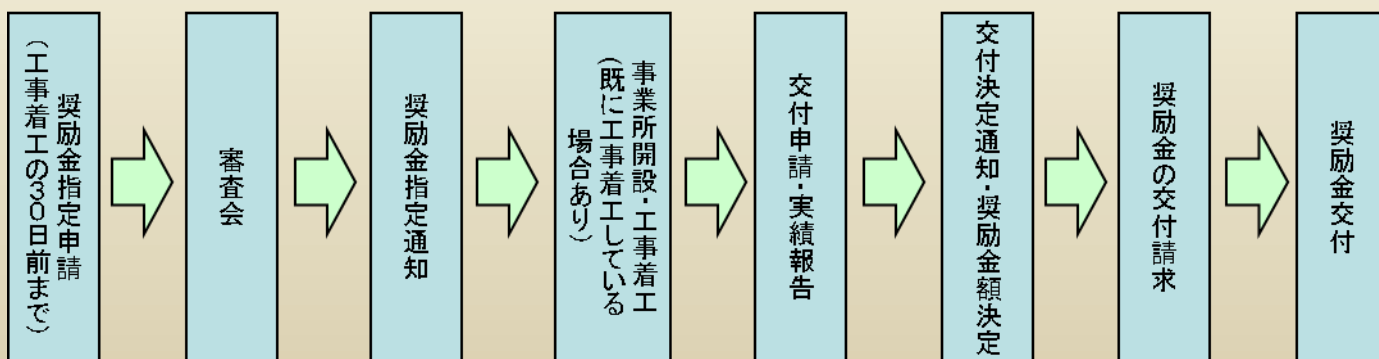 奨励金指定申請
（工事着工の３０日前まで）
審査会
奨励金指定通知
事業所開設・工事着工
（既に工事着工している
場合あり）
交付申請・実績報告
交付決定通知・奨励金額決定
奨励金の交付請求
奨励金交付